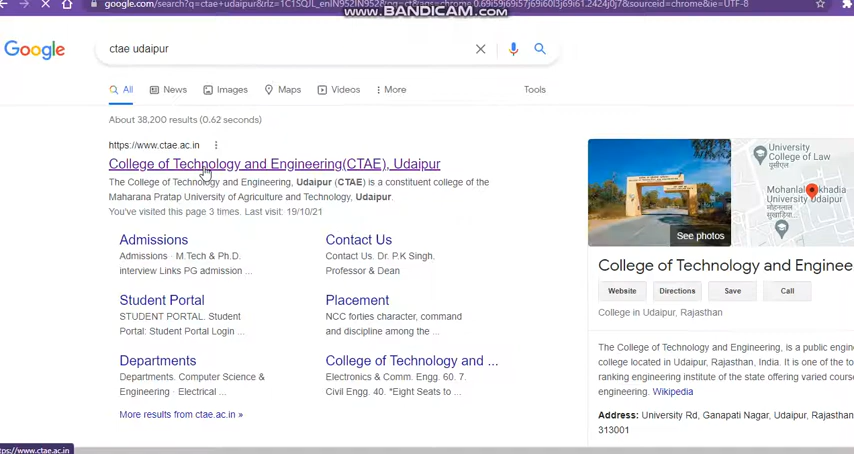 google.com/search?q=ctae+udaipur&rlz=1C1SQJL_enIN952IN952&
&sourceid=chrome&ie=UTF-8
www.BANDICAM.com
Google
ctae udaipur
All News Images Maps Videos More Tools
About 38,200 results (0.62 seconds)
https://www.ctae.ac.in
College of Technology and Engineering(CTAE), Udaipur
The College of Technology and Engineering, Udaipur (CTAE) is a constituent college of the
Maharana Pratap University of Agriculture and Technology, Udaipur.
You've visited this page 3 times. Last visit: 19/10/21
Admissions
Admissions · M.Tech & Ph.D.
interview Links PG admission ...
Contact Us
Contact Us. Dr. P.K Singh.
Professor & Dean
Student Portal
STUDENT PORTAL. Student
Portal: Student Portal Login ...
Placement
NCC forties character, command
and discipline among the ...
Departments
Departments. Computer Science &
Engineering · Electrical ...
College of Technology and ...
Electronics & Comm. Engg. 60. 7.
Civil Engg. 40. "Eight Seats to ...
More results from ctae.ac.in »
See photos
University
College of Law
Mohanlal
University Udaipur
College of Technology and Enginee
Website Directions Save Call
College in Udaipur, Rajasthan
The College of Technology and Engineering, is a public engine
college located in Udaipur, Rajasthan, India. It is one of the to
ranking engineering institute of the state offering varied course
engineering. Wikipedia
Address: University Rd, Ganapati Nagar, Udaipur, Rajasthan
313001
tps://www.ctae.ac.in